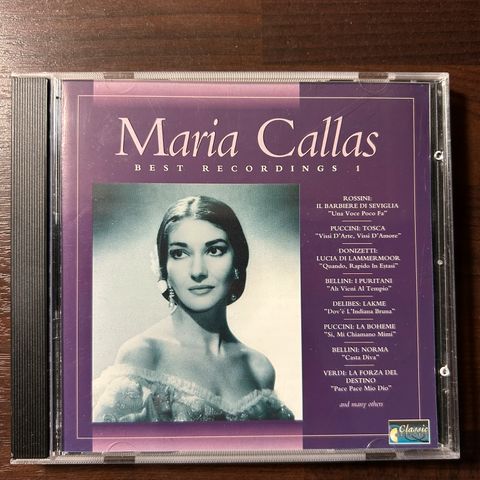 Maria Callas
BEST RECORDINGS 1
ROSSINI:
IL BARBIERE DI SEVIGLIA
"Una Voce Poco Fa"
PUCCINI: TOSCA
"Vissi D'Arte, Vissi D'Amore"
DONIZETTI:
LUCIA DI LAMMERMOOR
"Quando, Rapido In Estasi"
BELLINI: I PURITANI
"Ah Vieni Al Tempio"
DELIBES: LAKME
"Dov'è L'Indiana Bruna"
PUCCINI: LA BOHEME
"Si, Mi Chiamano Mimi"
BELLINI: NORMA
"Casta Diva"
VERDI: LA FORZA DEL
DESTINO
"Pace Pace Mio Dio"
and many others
Classic